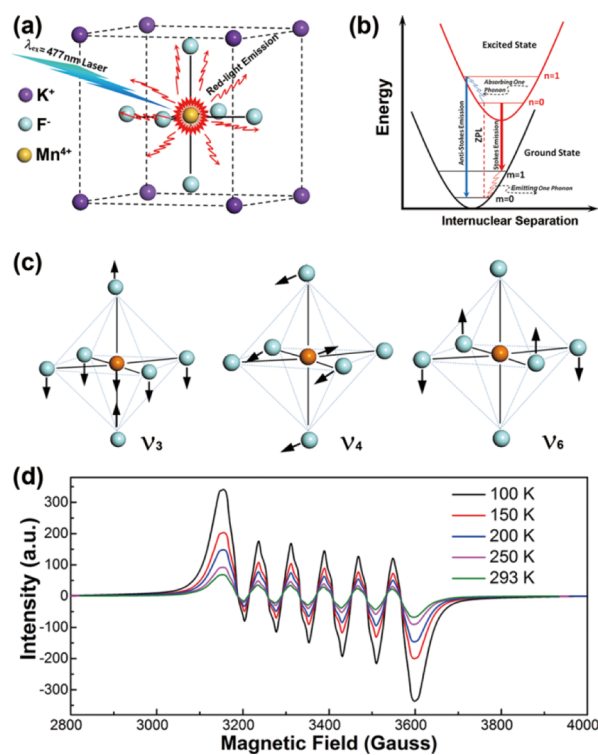 (a)
λex=477nm Laser
Red-light Emission
K+
F-
Mn4+
(b)
Energy
Excited State
n=1
Absorbing One
Phonon
n=0
Anti-Stokes Emission
ZPL
Stokes Emission
Ground State
m=1
Emitting One Phonon
m=0
Internuclear Separation
(c)
ν3
ν4
ν6
(d)
Intensity (a.u.)
300
200
100
0
-100
-200
-300
100 K
150 K
200 K
250 K
293 K
2800
3000
3200
3400
3600
3800
4000
Magnetic Field (Gauss)